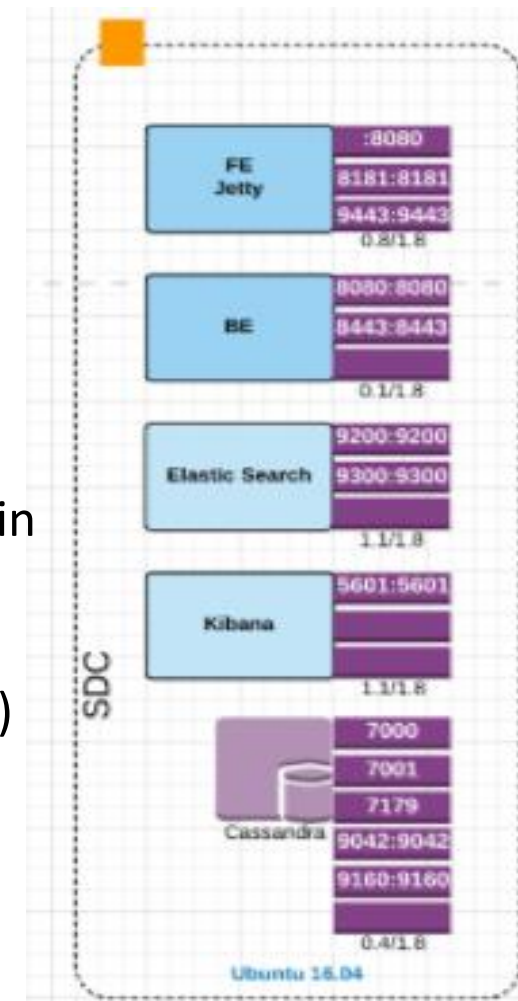 :8080
FE
Jetty
8181:8181
9443:9443
0.8/1.8
8080:8080
BE
8443:8443
0.1/1.8
9200:9200
Elastic Search
9300:9300
1.1/1.8
in
5601:5601
Kibana
1.1/1.8
SDC
)
7000
7001
7179
Cassandra
9042:9042
9160:9160
0.4/1.8
Ubuntu 16.04